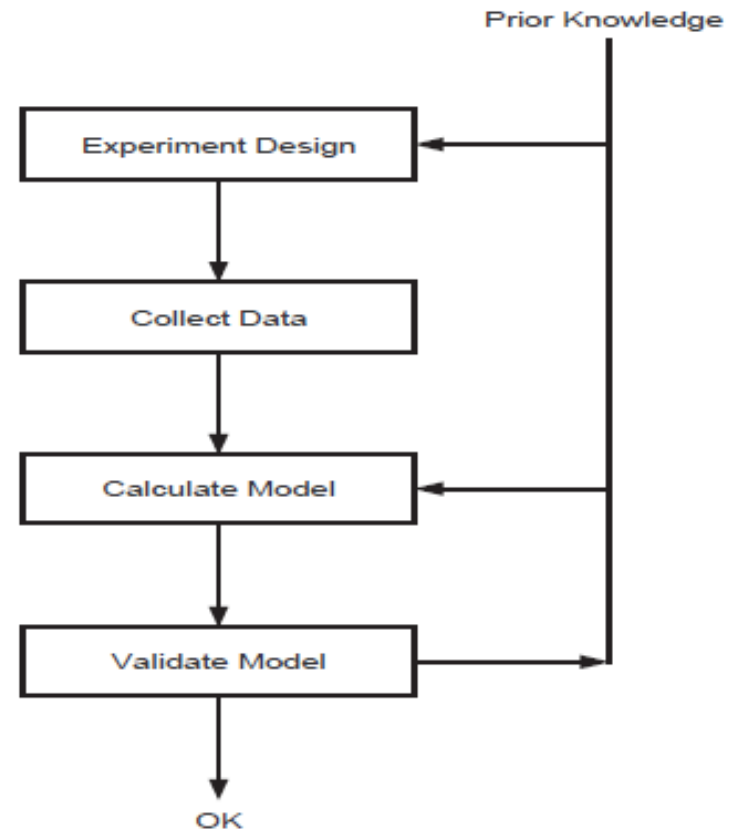 Prior Knowledge
Experiment Design
Collect Data
Calculate Model
Validate Model
OK